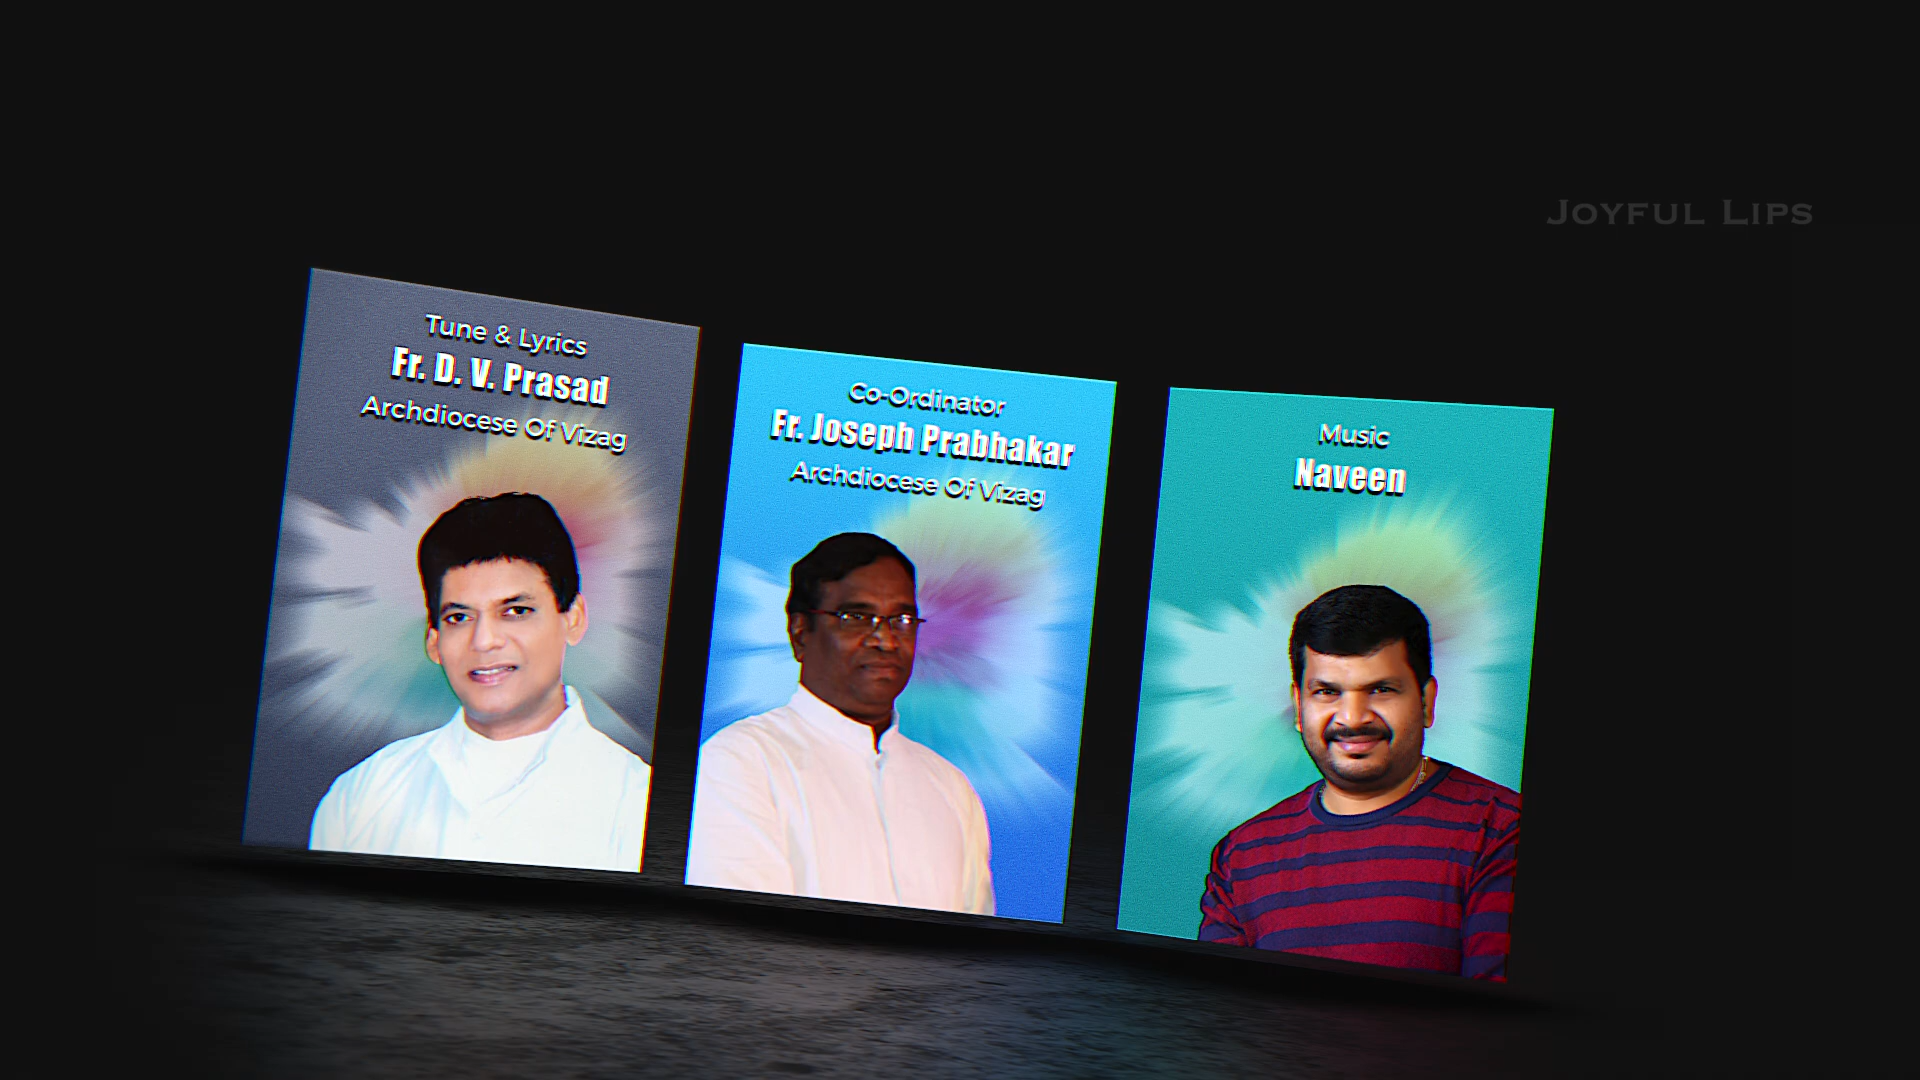 Joyful Lips
Tune & Lyrics
Fr. D. V. Prasad
Archdiocese Of Vizag
Co-Ordinator
Fr. Joseph Prabhakar
Archdiocese Of Vizag
Music
Naveen